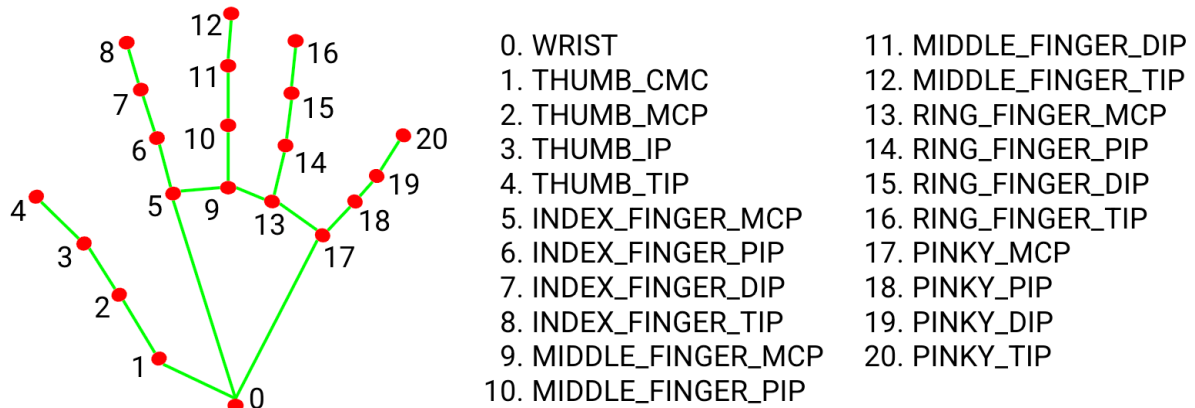 12
8
16
11
7
15
10
6
20
14
19
4
5
9
13
18
3
17
2
1
0
0. WRIST
1. THUMB_CMC
2. THUMB_MCP
3. THUMB_IP
4. THUMB_TIP
5. INDEX_FINGER_MCP
6. INDEX_FINGER_PIP
7. INDEX_FINGER_DIP
8. INDEX_FINGER_TIP
9. MIDDLE_FINGER_MCP
10. MIDDLE_FINGER_PIP
11. MIDDLE_FINGER_DIP
12. MIDDLE_FINGER_TIP
13. RING_FINGER_MCP
14. RING_FINGER_PIP
15. RING_FINGER_DIP
16. RING_FINGER_TIP
17. PINKY_MCP
18. PINKY_PIP
19. PINKY_DIP
20. PINKY_TIP